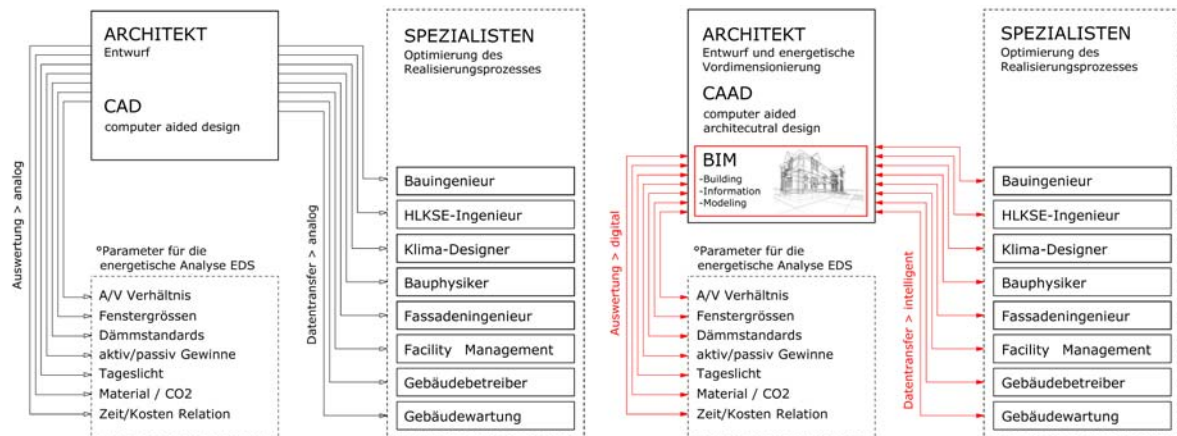 ARCHITEKT
Entwurf
CAD
computer aided design
Auswertung > analog
°Parameter für die
energetische Analyse EDS
A/V Verhältnis
Fenstergrössen
Dämmstandards
aktiv/passiv Gewinne
Tageslicht
Material / CO2
Zeit/Kosten Relation
Datentransfer > analog
SPEZIALISTEN
Optimierung des
Realisierungsprozesses
Bauingenieur
HLKSE-Ingenieur
Klima-Designer
Bauphysiker
Fassadeningenieur
Facility Management
Gebäudebetreiber
Gebäudewartung
ARCHITEKT
Entwurf und energetische
Vordimensionierung
CAAD
computer aided
architecutral design
BIM
-Building
-Information
-Modeling
Auswertung > digital
°Parameter für die
energetische Analyse EDS
A/V Verhältnis
Fenstergrössen
Dämmstandards
aktiv/passiv Gewinne
Tageslicht
Material / CO2
Zeit/Kosten Relation
Datentransfer > intelligent
SPEZIALISTEN
Optimierung des
Realisierungsprozesses
Bauingenieur
HLKSE-Ingenieur
Klima-Designer
Bauphysiker
Fassadeningenieur
Facility Management
Gebäudebetreiber
Gebäudewartung